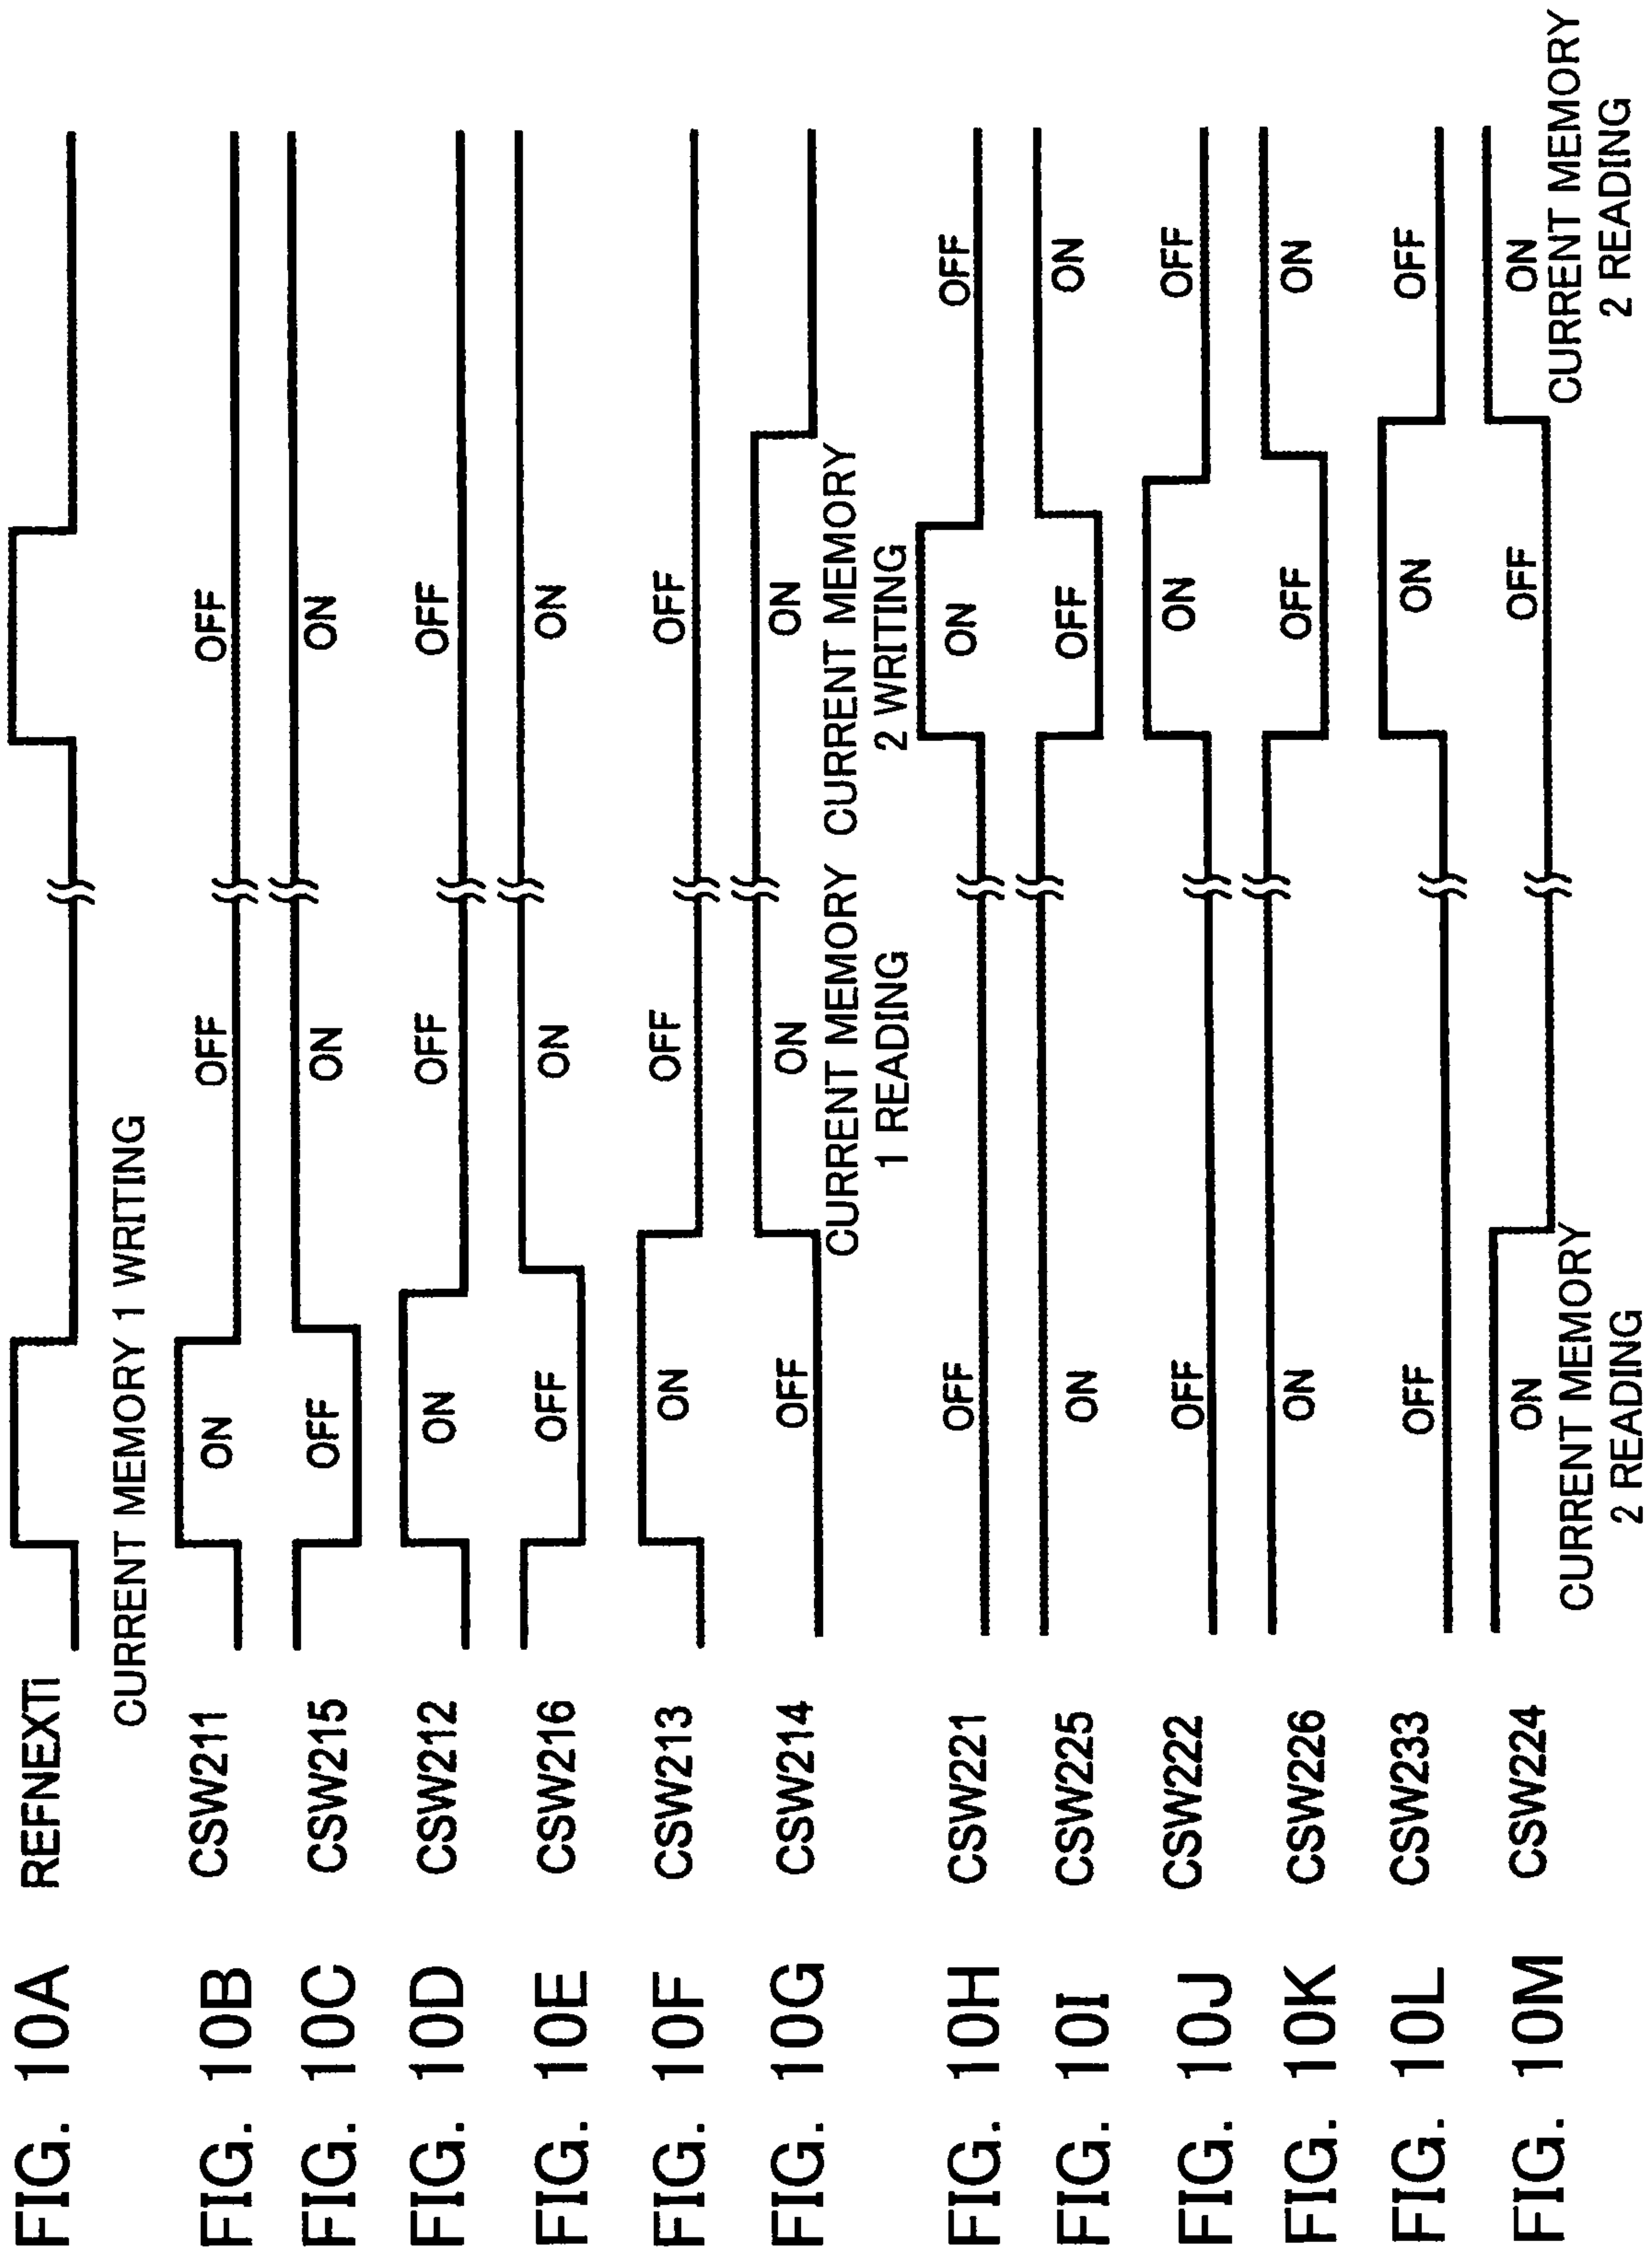 FIG. 10A REFNEXTi
CURRENT MEMORY 1 WRITING
FIG. 10B CSW211 ON OFF OFF
FIG. 10C CSW215 OFF ON ON
FIG. 10D CSW212 ON OFF OFF
FIG. 10E CSW216 OFF ON ON
FIG. 10F CSW213 ON OFF OFF
FIG. 10G CSW214 OFF ON ON
CURRENT MEMORY CURRENT MEMORY
1 READING 2 WRITING
FIG. 10H CSW221 OFF ON OFF
FIG. 10I CSW225 ON OFF ON
FIG. 10J CSW222 OFF ON OFF
FIG. 10K CSW226 ON OFF ON
FIG. 10L CSW233 OFF ON OFF
FIG. 10M CSW224 ON OFF ON
CURRENT MEMORY CURRENT MEMORY
2 READING 2 READING